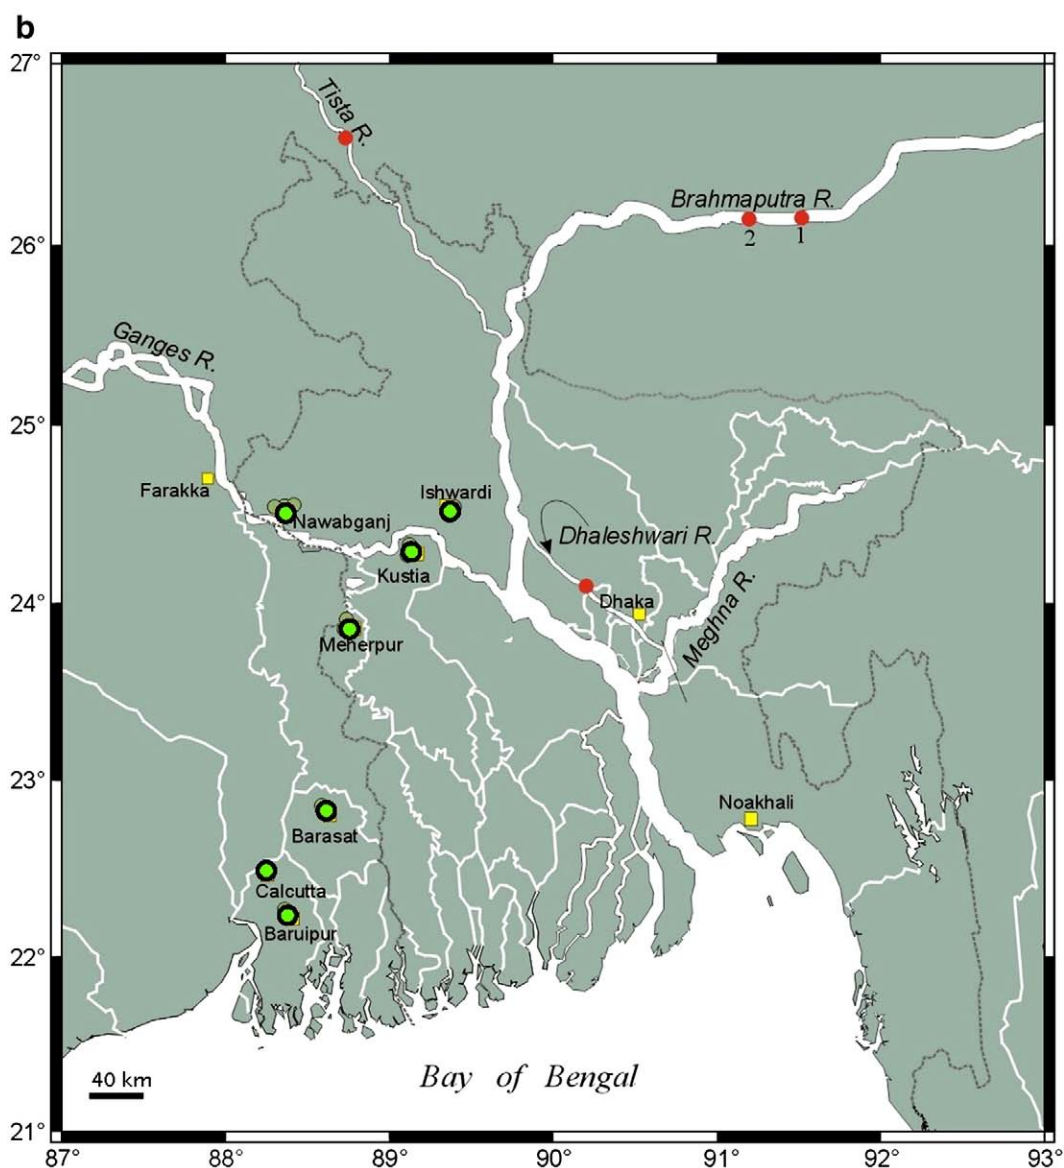 b
27°
Tista R.
Brahmaputra R.
2
1
26°
Ganges R.
25°
Farakka
Ishwardi
Nawabganj
Dhaleshwari R.
Kustia
24°
Dhaka
Meghna R.
Meherpur
23°
Noakhali
Barasat
Calcutta
Baruipur
22°
40 km
Bay of Bengal
21°
87°
88°
89°
90°
91°
92°
93°